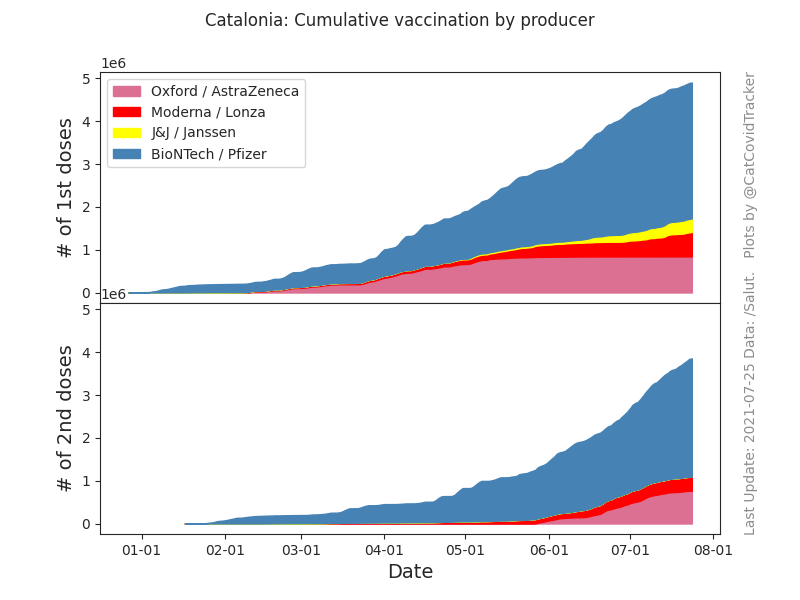 Catalonia: Cumulative vaccination by producer
1e6
5
4
3
2
1
0
# of 1st doses
Oxford / AstraZeneca
Moderna / Lonza
J&J / Janssen
BioNTech / Pfizer
1e6
5
4
3
2
1
0
# of 2nd doses
01-01 02-01 03-01 04-01 05-01 06-01 07-01 08-01
Date
Last Update: 2021-07-25 Data: /Salut. Plots by @CatCovidTracker